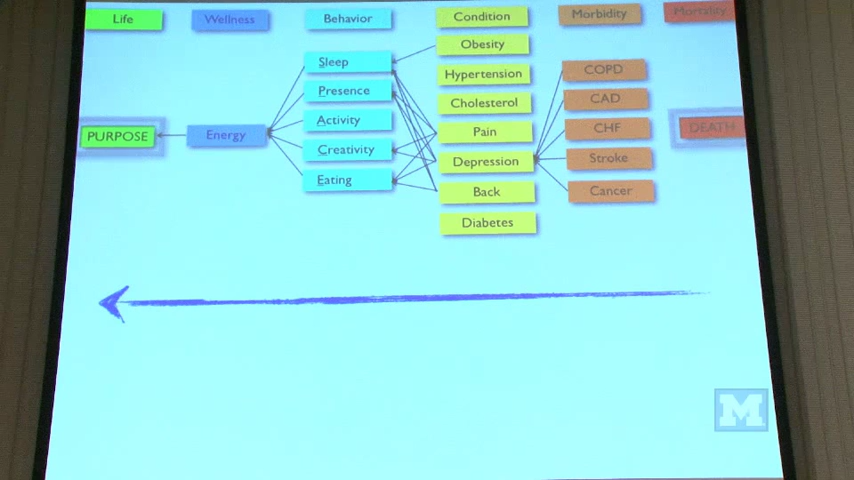 Life
Wellness
Behavior
Condition
Morbidity
Mortality
Sleep
Presence
Activity
Creativity
Eating
Obesity
Hypertension
Cholesterol
Pain
Depression
Back
Diabetes
COPD
CAD
CHF
Stroke
Cancer
PURPOSE
Energy
DEATH
M